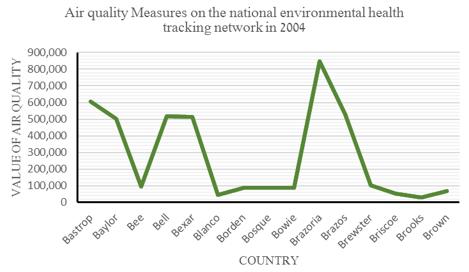 Air quality Measures on the national environmental health
tracking network in 2004
VALUE OF AIR QUALITY
900,000
800,000
700,000
600,000
500,000
400,000
300,000
200,000
100,000
0
Bastrop
Baylor
Bee
Bell
Bexar
Blanco
Borden
Bosque
Bowie
Brazoria
Brazos
Brewster
Briscoe
Brooks
Brown
COUNTRY